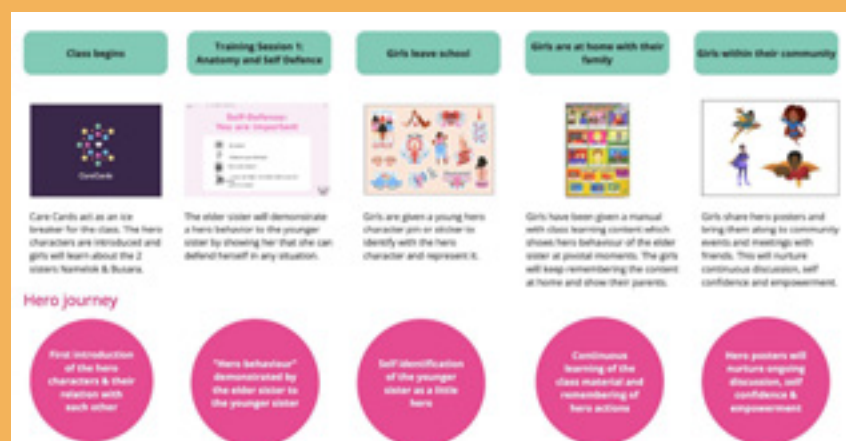 Class begins
Training Session 1:
Anatomy and Self Defence
Girls leave school
Girls are at home with their
family
Girls within their community
CareCards
Self-Defense:
You are important
Care Cards act as an ice
breaker for the class. The hero
characters are introduced and
girls will learn about the 2
sisters Namelok & Busara.
The elder sister will demonstrate
a hero behavior to the younger
sister by showing her that she can
defend herself in any situation.
Girls are given a young hero
character pin or sticker to
identify with the hero
character and represent it.
Girls have been given a manual
with class learning content which
shows hero behaviour of the elder
sister at pivotal moments. The girls
will keep remembering the content
at home and show their parents.
Girls share hero posters and
bring them along to community
events and meetings with
friends. This will nurture
continuous discussion, self
confidence and empowerment.
Hero journey
First introduction
of the hero
characters & their
relation with
each other
"Hero behaviour"
demonstrated by
the elder sister to
the younger sister
Self identification
of the younger
sister as a little
hero
Continuous
learning of the
class material and
remembering of
hero actions
Hero posters will
nurture ongoing
discussion, self
confidence &
empowerment